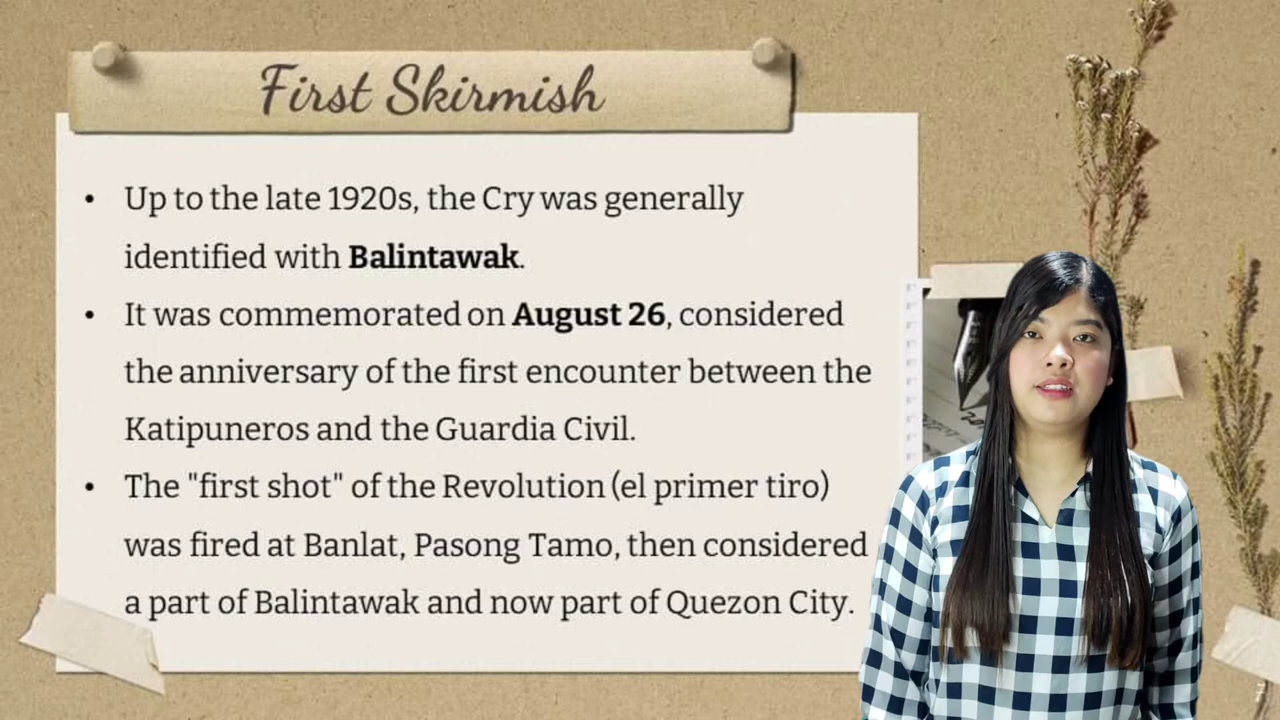 First Skirmish
• Up to the late 1920s, the Cry was generally
identified with Balintawak.
• It was commemorated on August 26, considered
the anniversary of the first encounter between the
Katipuneros and the Guardia Civil.
• The "first shot" of the Revolution (el primer tiro)
was fired at Banlat, Pasong Tamo, then considered
a part of Balintawak and now part of Quezon City.